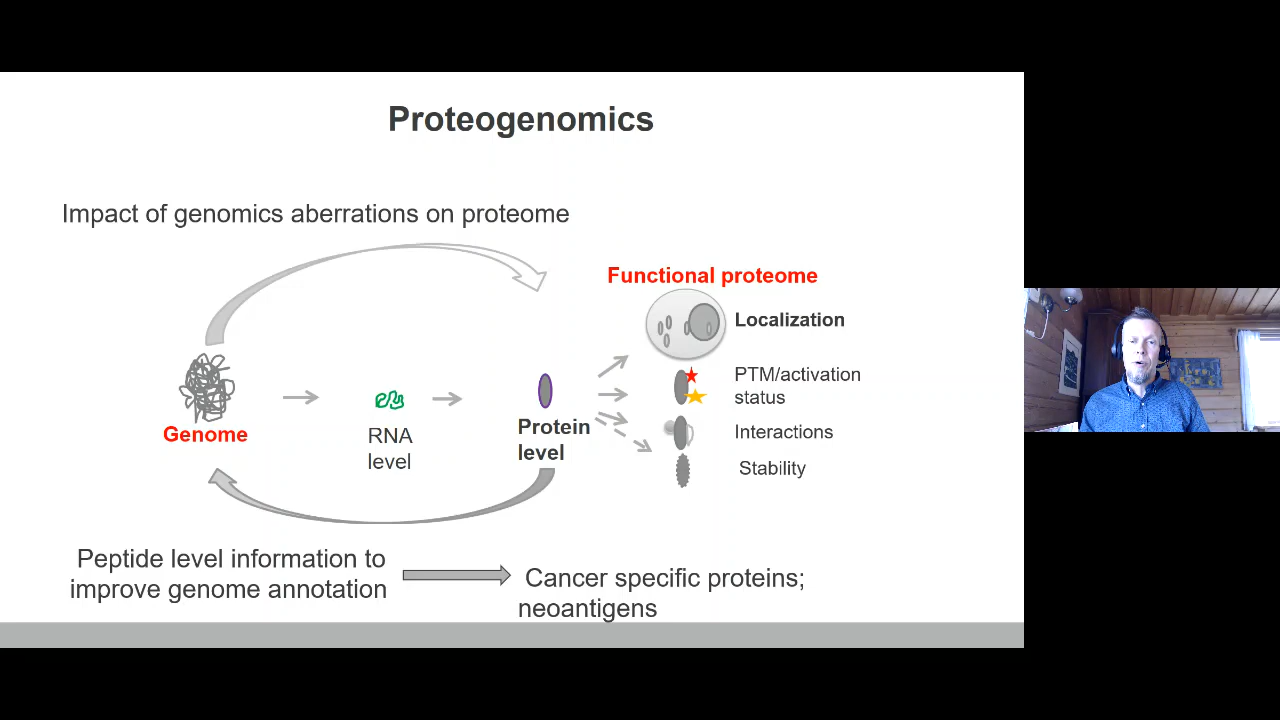 Proteogenomics
Impact of genomics aberrations on proteome
Functional proteome
Localization
PTM/activation
status
Interactions
Stability
Genome
RNA
level
Protein
level
Peptide level information to
improve genome annotation
Cancer specific proteins;
neoantigens